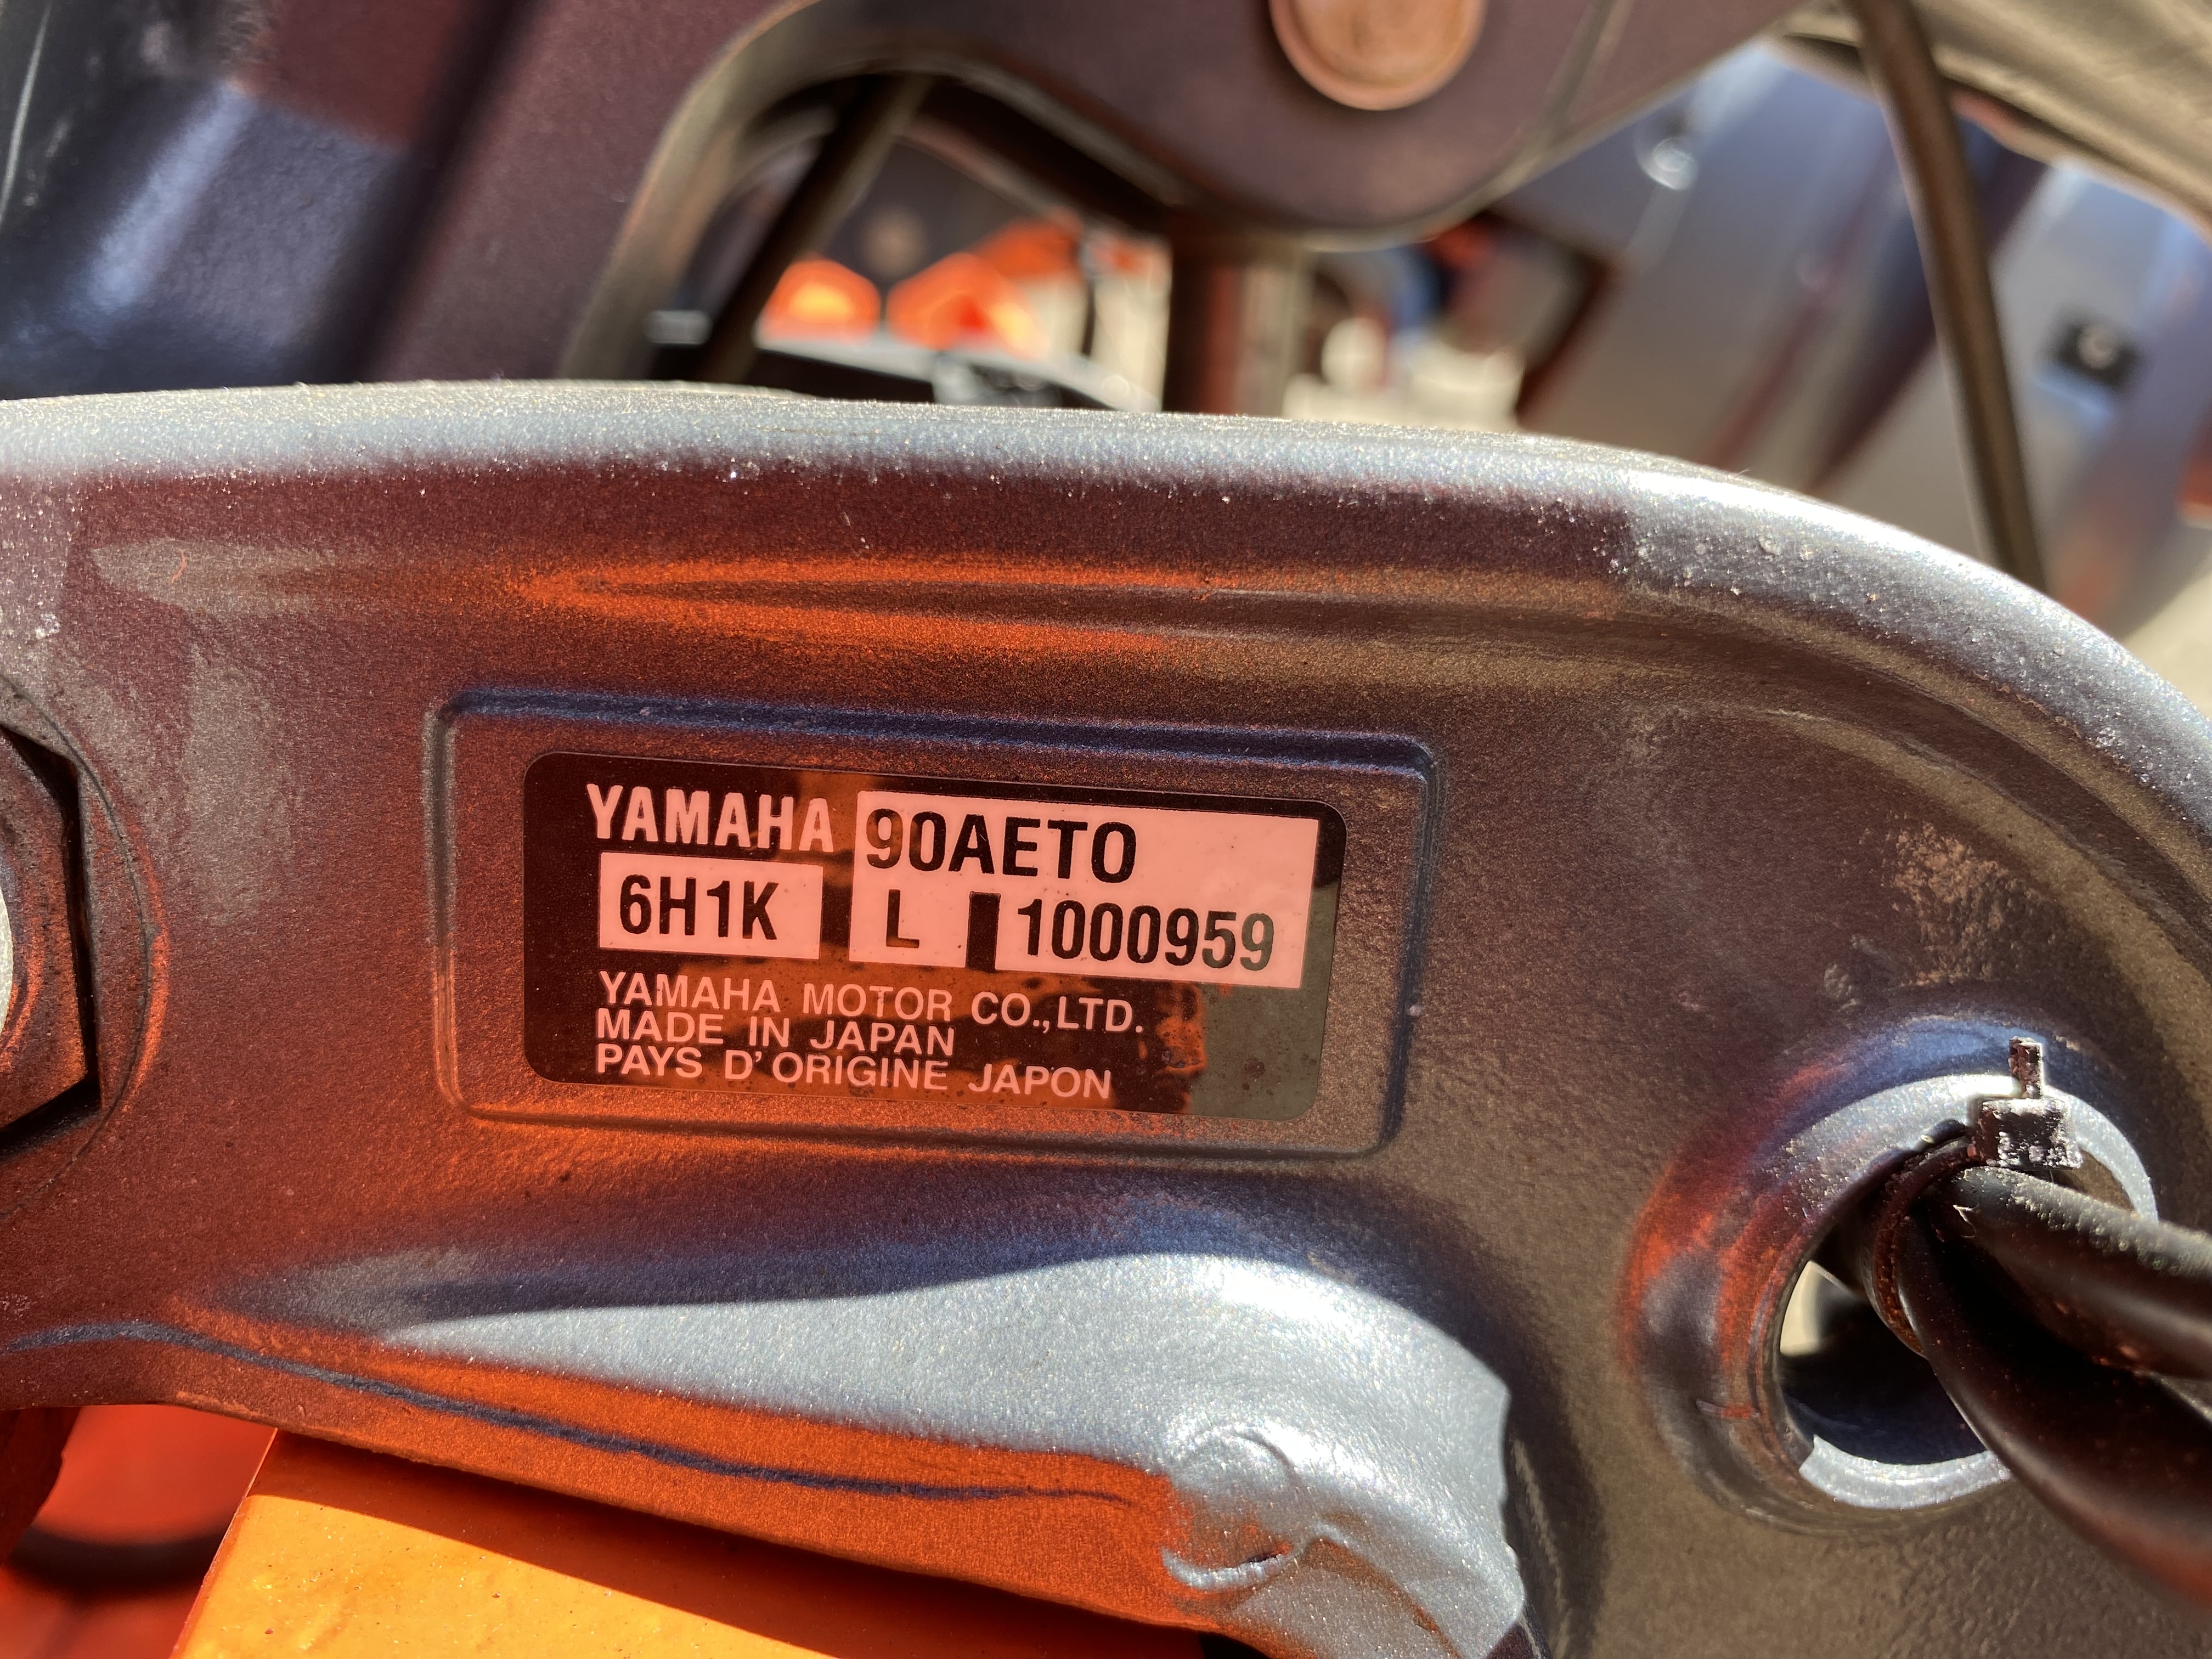 YAMAHA 90AETO
6H1K L 1000959
YAMAHA MOTOR CO.,LTD.
MADE IN JAPAN
PAYS D'ORIGINE JAPON